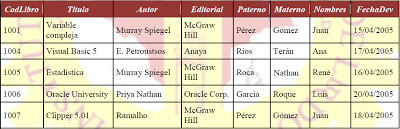 CodLibro Titulo Autor Editorial Paterno Materno Nombres FechaDev
1001 Variable compleja Murray Spiegel McGraw Hill Pérez Gómez Juan 15/04/2005
1004 Visual Basic 5 E. Petroutstos Anaya Ríos Terán Ana 17/04/2005
1005 Estadística Murray Spiegel McGraw Hill Roca Nathan René 16/04/2005
1006 Oracle University Priya Nathan Oracle Corp. García Roque Luis 20/04/2005
1007 Clipper 5.01 Ramalho McGraw Hill Pérez Gómez Juan 18/04/2005